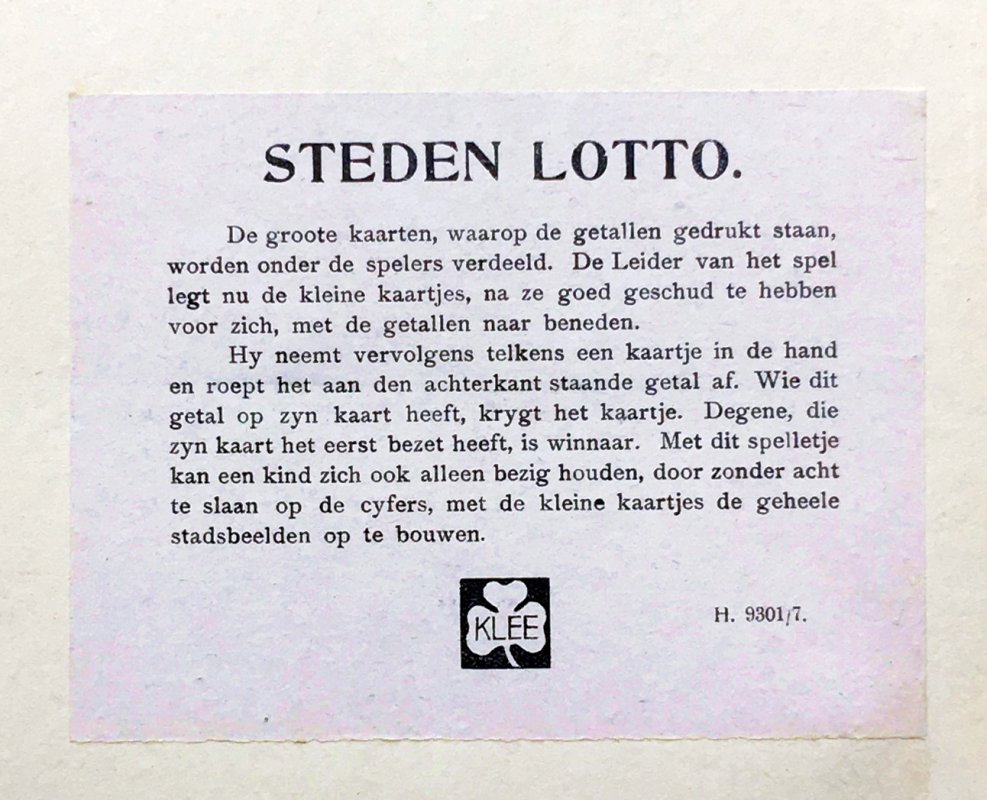 STEDEN LOTTO.
De groote kaarten, waarop de getallen gedrukt staan,
worden onder de spelers verdeeld. De Leider van het spel
legt nu de kleine kaartjes, na ze goed geschud te hebben
voor zich, met de getallen naar beneden.
Hy neemt vervolgens telkens een kaartje in de hand
en roept het aan den achterkant staande getal af. Wie dit
getal op zyn kaart heeft, krygt het kaartje. Degene, die
zyn kaart het eerst bezet heeft, is winnaar. Met dit spelletje
kan een kind zich ook alleen bezig houden, door zonder acht
te slaan op de cyfers, met de kleine kaartjes de geheele
stadsbeelden op te bouwen.
KLEE
H. 9301/7.